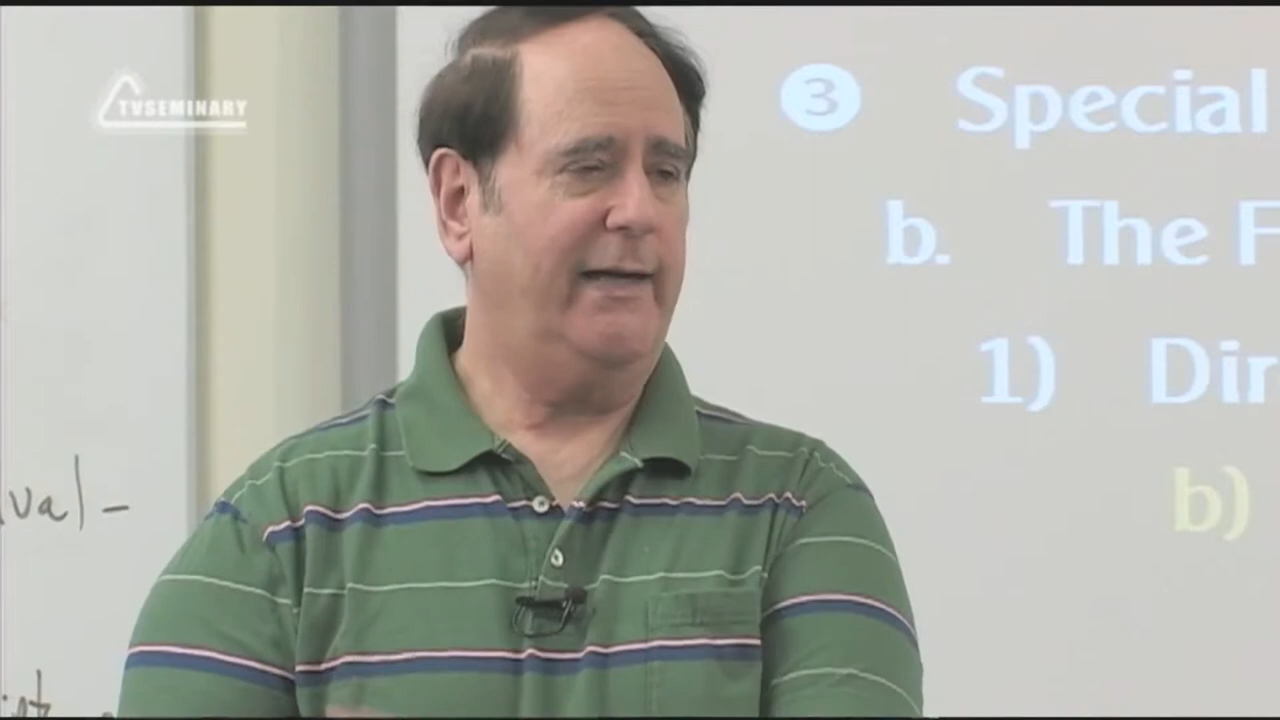 TVSEMINARY
3 Special
b. The F
1) Dir
b)
val -